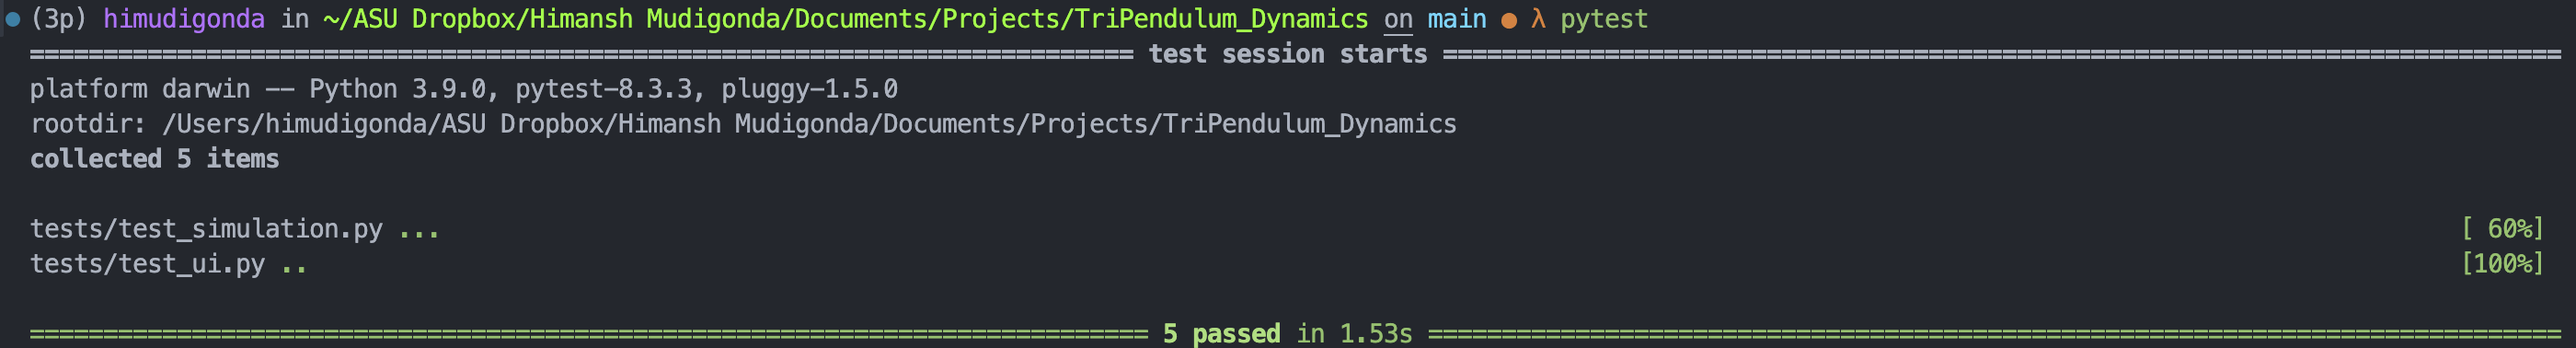 (3p) himudigonda in ~/ASU Dropbox/Himansh Mudigonda/Documents/Projects/TriPendulum_Dynamics on main ● λ pytest
============================================================================ test session starts ============================================================================
platform darwin -- Python 3.9.0, pytest-8.3.3, pluggy-1.5.0
rootdir: /Users/himudigonda/ASU Dropbox/Himansh Mudigonda/Documents/Projects/TriPendulum_Dynamics
collected 5 items
tests/test_simulation.py ... [ 60%]
tests/test_ui.py .. [100%]
============================================================================= 5 passed in 1.53s =============================================================================